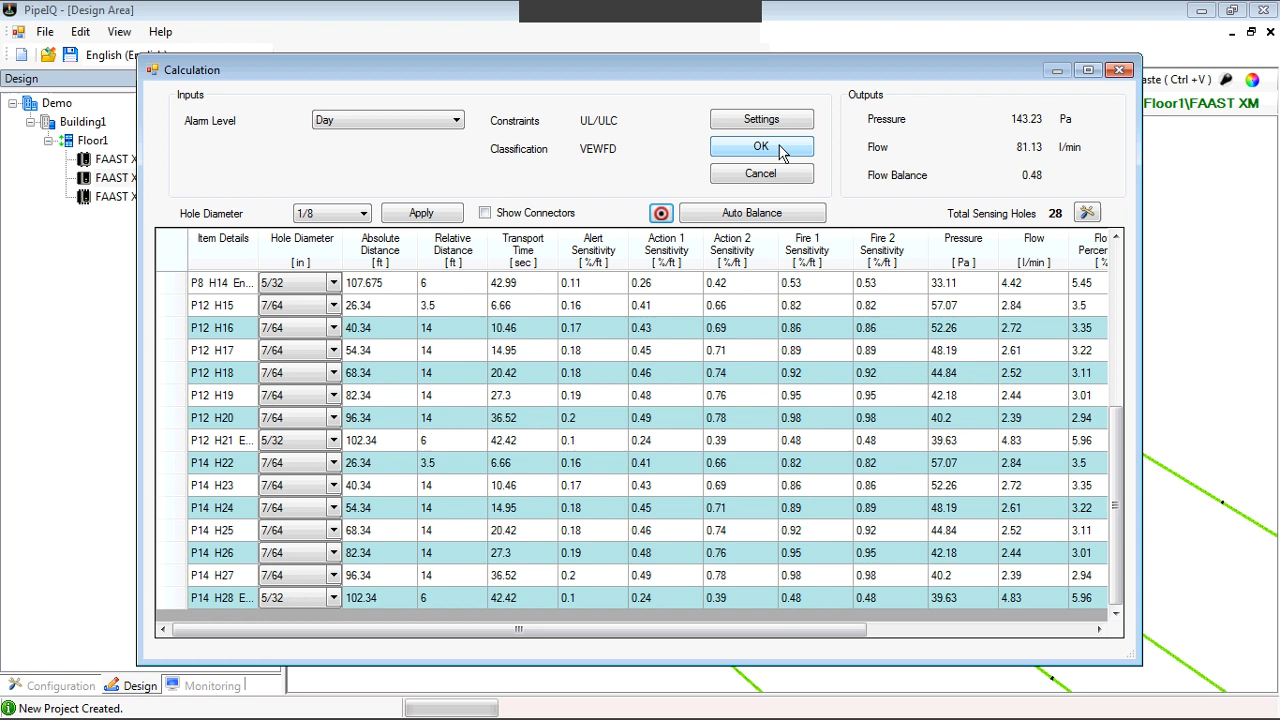 PipeIQ - [Design Area]
File Edit View Help
English (Eng
Design
aste ( Ctrl +V )
Floor1\FAAST XM
Demo
Building1
Floor1
FAAST X
FAAST X
FAAST X
Calculation
Inputs
Alarm Level Day Constraints UL/ULC Settings
Classification VEWFD OK
Cancel
Outputs
Pressure 143.23 Pa
Flow 81.13 l/min
Flow Balance 0.48
Hole Diameter 1/8 Apply Show Connectors Auto Balance Total Sensing Holes 28
Item Details Hole Diameter [ in ] Absolute Distance [ ft ] Relative Distance [ ft ] Transport Time [ sec ] Alert Sensitivity [ %/ft ] Action 1 Sensitivity [ %/ft ] Action 2 Sensitivity [ %/ft ] Fire 1 Sensitivity [ %/ft ] Fire 2 Sensitivity [ %/ft ] Pressure [ Pa ] Flow [ l/min ] Flo Percer [ %
P8 H14 En... 5/32 107.675 6 42.99 0.11 0.26 0.42 0.53 0.53 33.11 4.42 5.45
P12 H15 7/64 26.34 3.5 6.66 0.16 0.41 0.66 0.82 0.82 57.07 2.84 3.5
P12 H16 7/64 40.34 14 10.46 0.17 0.43 0.69 0.86 0.86 52.26 2.72 3.35
P12 H17 7/64 54.34 14 14.95 0.18 0.45 0.71 0.89 0.89 48.19 2.61 3.22
P12 H18 7/64 68.34 14 20.42 0.18 0.46 0.74 0.92 0.92 44.84 2.52 3.11
P12 H19 7/64 82.34 14 27.3 0.19 0.48 0.76 0.95 0.95 42.18 2.44 3.01
P12 H20 7/64 96.34 14 36.52 0.2 0.49 0.78 0.98 0.98 40.2 2.39 2.94
P12 H21 E... 5/32 102.34 6 42.42 0.1 0.24 0.39 0.48 0.48 39.63 4.83 5.96
P14 H22 7/64 26.34 3.5 6.66 0.16 0.41 0.66 0.82 0.82 57.07 2.84 3.5
P14 H23 7/64 40.34 14 10.46 0.17 0.43 0.69 0.86 0.86 52.26 2.72 3.35
P14 H24 7/64 54.34 14 14.95 0.18 0.45 0.71 0.89 0.89 48.19 2.61 3.22
P14 H25 7/64 68.34 14 20.42 0.18 0.46 0.74 0.92 0.92 44.84 2.52 3.11
P14 H26 7/64 82.34 14 27.3 0.19 0.48 0.76 0.95 0.95 42.18 2.44 3.01
P14 H27 7/64 96.34 14 36.52 0.2 0.49 0.78 0.98 0.98 40.2 2.39 2.94
P14 H28 E... 5/32 102.34 6 42.42 0.1 0.24 0.39 0.48 0.48 39.63 4.83 5.96
Configuration Design Monitoring
New Project Created.